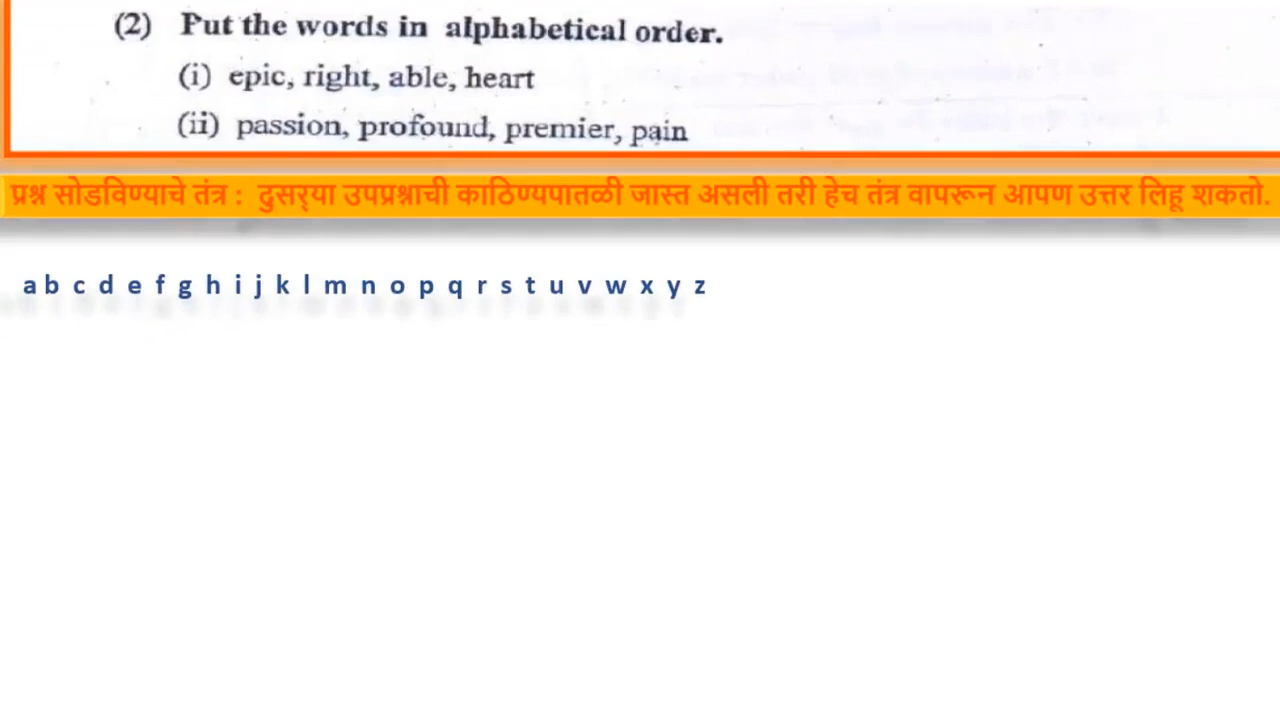 (2) Put the words in alphabetical order.
(i) epic, right, able, heart
(ii) passion, profound, premier, pain
प्रश्न सोडविण्याचे तंत्र : दुसऱ्या उपप्रश्नाची काठिण्यपातळी जास्त असली तरी हेच तंत्र वापरून आपण उत्तर लिहू शकतो.
a b c d e f g h i j k l m n o p q r s t u v w x y z